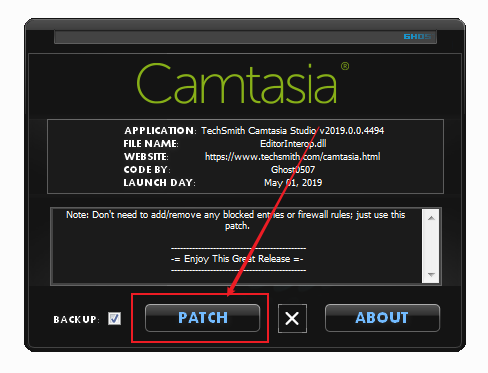 GHOS
Camtasia®
APPLICATION: TechSmith Camtasia Studio v2019.0.0.4494
FILE NAME: EditorInterop.dll
WEBSITE: https://www.techsmith.com/camtasia.html
CODE BY: Ghost0507
LAUNCH DAY: May 01, 2019
Note: Don't need to add/remove any blocked entries or firewall rules; just use this
patch.
----------------------------------------------
-= Enjoy This Great Release =-
----------------------------------------------
BACKUP: PATCH ABOUT